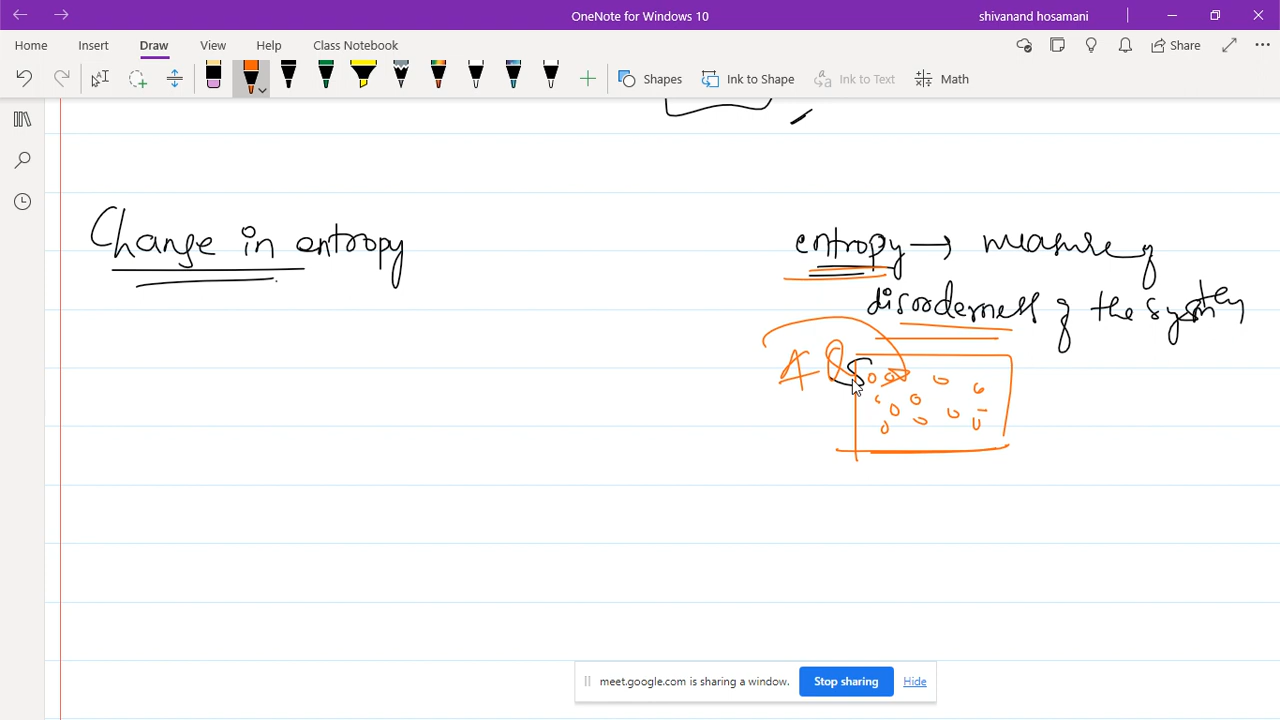 OneNote for Windows 10
shivanand hosamani
Home Insert Draw View Help Class Notebook Share
Shapes Ink to Shape Ink to Text Math
Change in entropy
entropy → measure of
disorderness of the system
meet.google.com is sharing a window. Stop sharing Hide